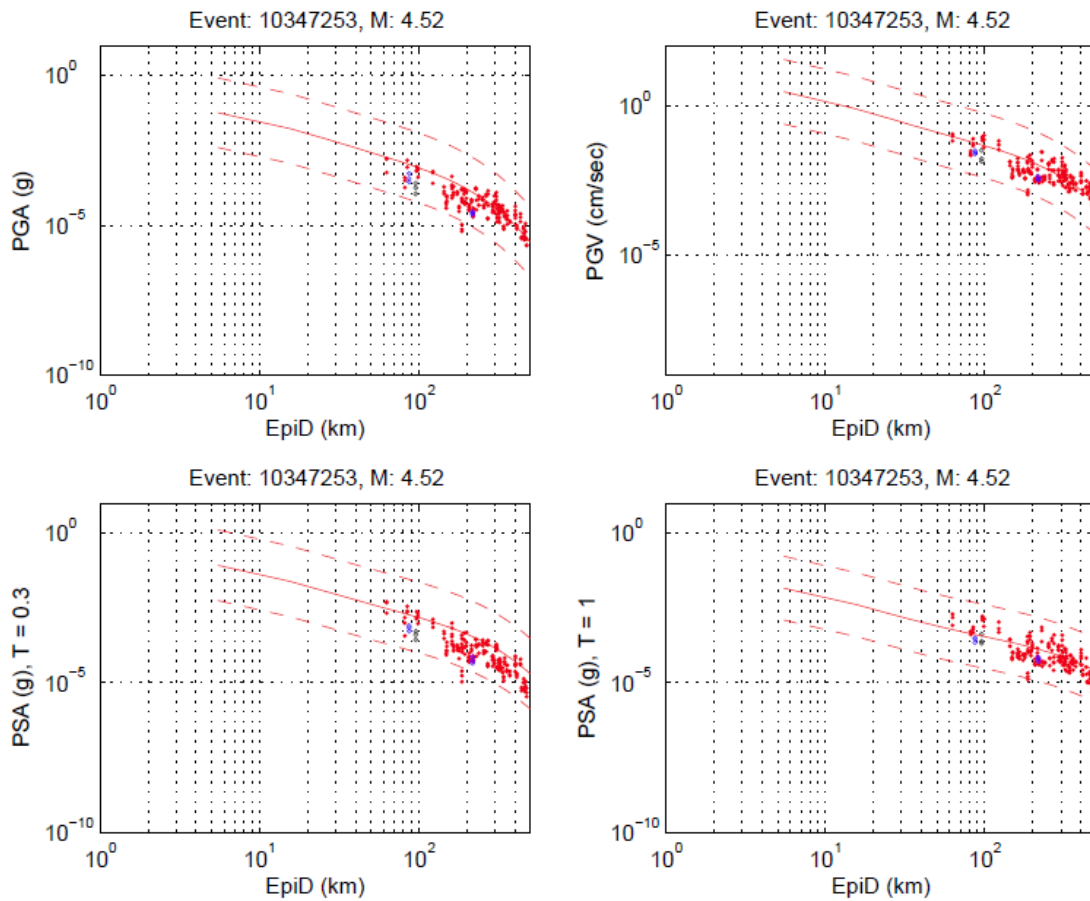 Event: 10347253, M: 4.52
10^0
10^-5
10^-10
PGA (g)
10^0
10^1
10^2
EpiD (km)
Event: 10347253, M: 4.52
10^0
10^-5
PGV (cm/sec)
10^0
10^1
10^2
EpiD (km)
Event: 10347253, M: 4.52
10^0
10^-5
10^-10
PSA (g), T = 0.3
10^0
10^1
10^2
EpiD (km)
Event: 10347253, M: 4.52
10^0
10^-5
10^-10
PSA (g), T = 1
10^0
10^1
10^2
EpiD (km)